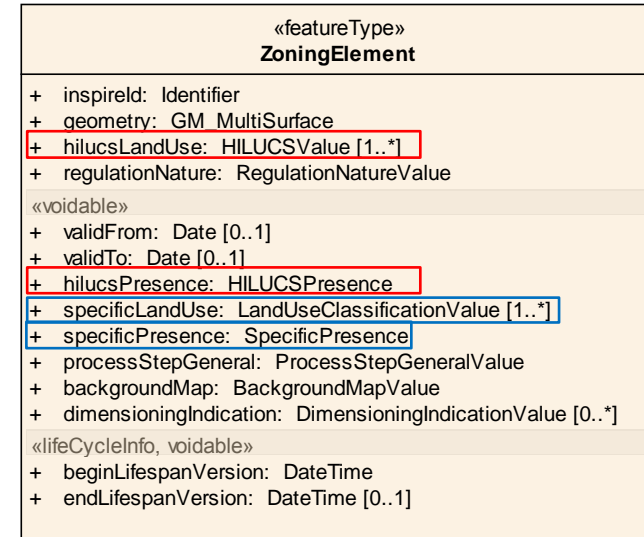 «featureType»
ZoningElement
+ inspireId: Identifier
+ geometry: GM_MultiSurface
+ hilucsLandUse: HILUCSValue [1..*]
+ regulationNature: RegulationNatureValue
«voidable»
+ validFrom: Date [0..1]
+ validTo: Date [0..1]
+ hilucsPresence: HILUCSPresence
+ specificLandUse: LandUseClassificationValue [1..*]
+ specificPresence: SpecificPresence
+ processStepGeneral: ProcessStepGeneralValue
+ backgroundMap: BackgroundMapValue
+ dimensioningIndication: DimensioningIndicationValue [0..*]
«lifeCycleInfo, voidable»
+ beginLifespanVersion: DateTime
+ endLifespanVersion: DateTime [0..1]